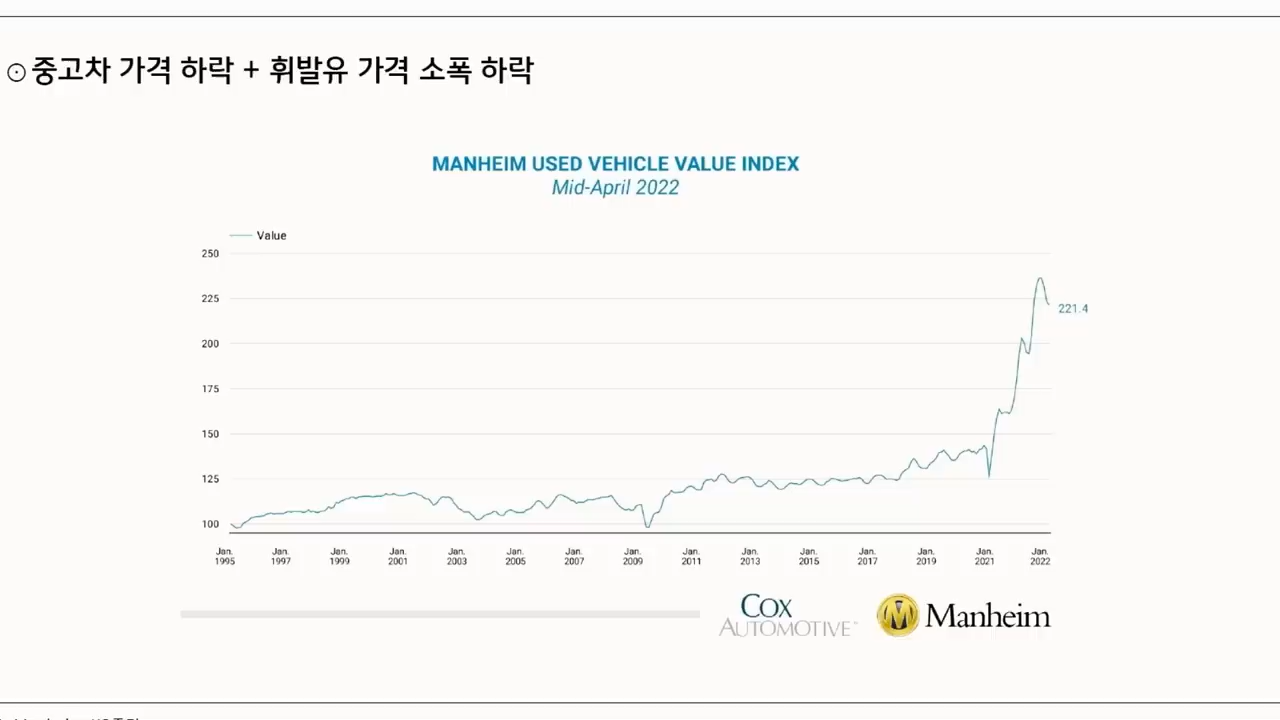 ⊙ 중고차 가격 하락 + 휘발유 가격 소폭 하락
MANHEIM USED VEHICLE VALUE INDEX
Mid-April 2022
Value
250
225
221.4
200
175
150
125
100
Jan. Jan. Jan. Jan. Jan. Jan. Jan. Jan. Jan. Jan. Jan. Jan. Jan. Jan. Jan.
1995 1997 1999 2001 2003 2005 2007 2009 2011 2013 2015 2017 2019 2021 2022
COX
AUTOMOTIVE
Manheim